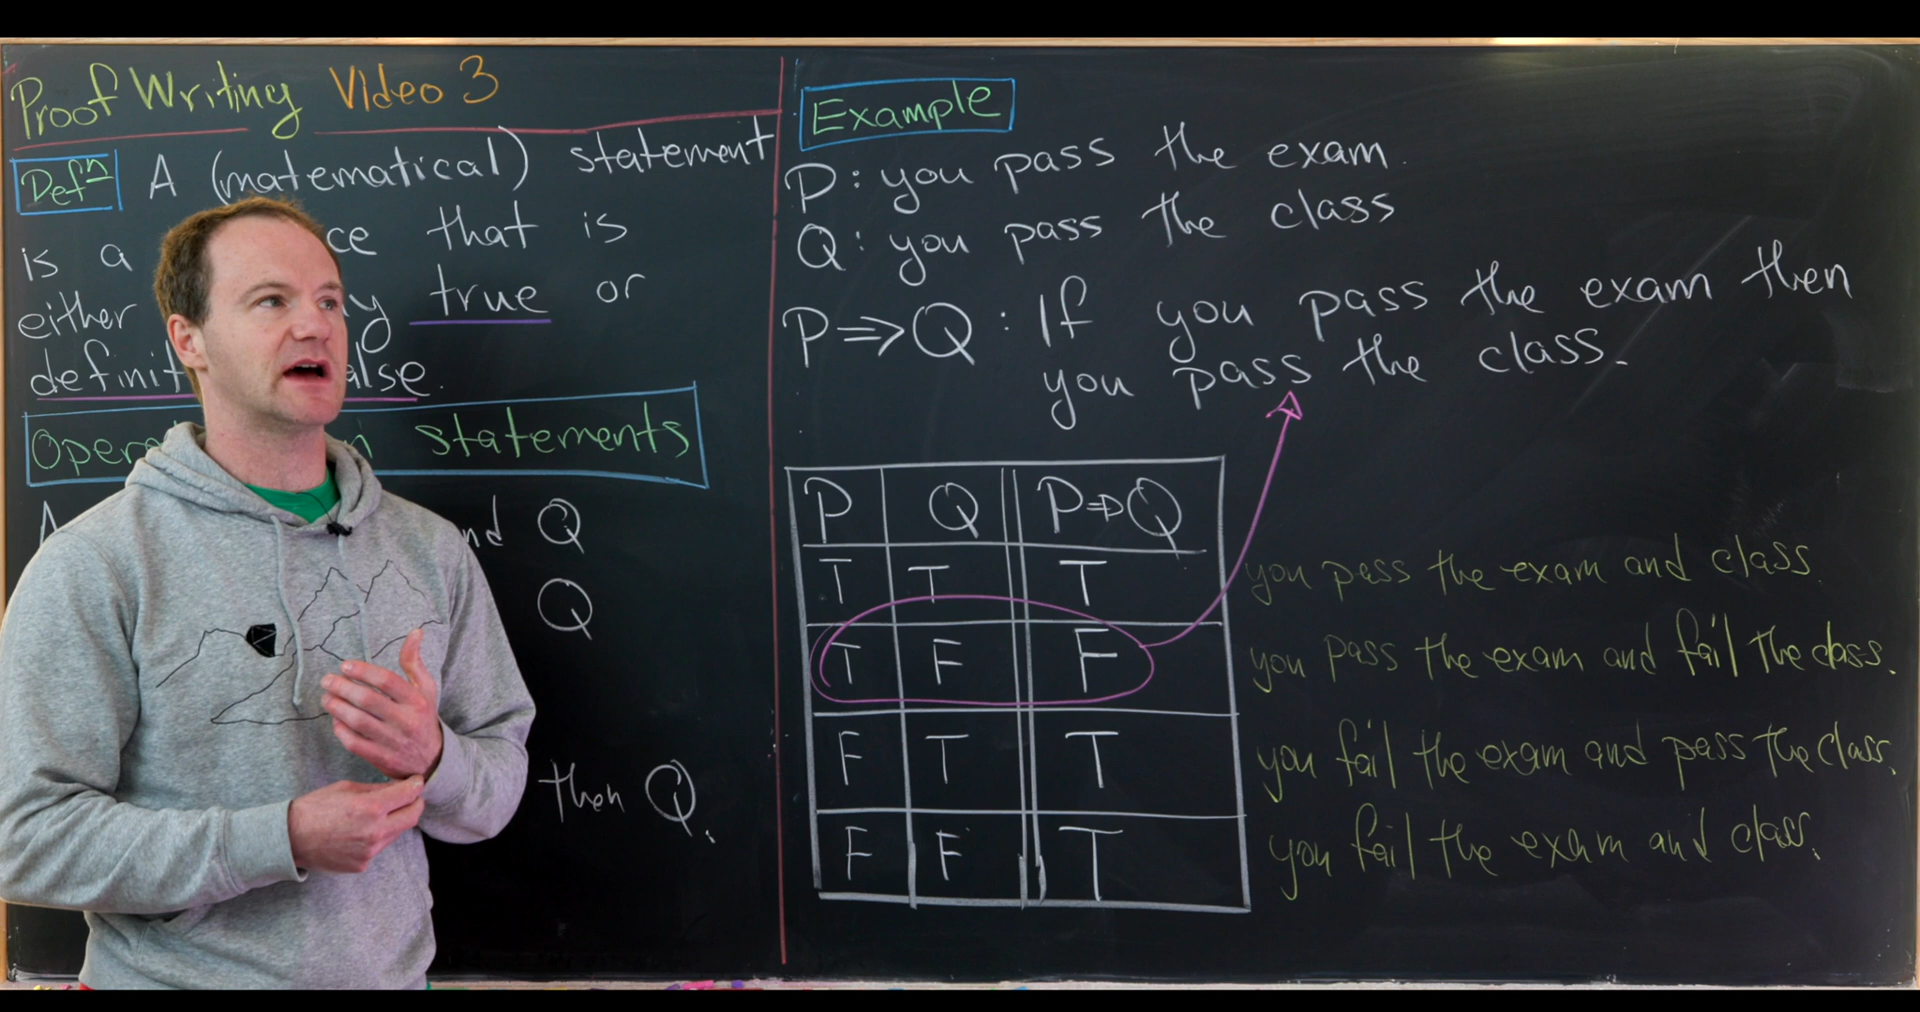 Proof Writing Video 3
Defn A (matematical) statement
is a ce that is
either y true or
definit alse.
Oper n statements
A nd Q
Q
then Q.
Example
P: you pass the exam.
Q: you pass the class
P⇒Q: If you pass the exam then
you pass the class.
P Q P⇒Q
T T T you pass the exam and class.
T F F you pass the exam and fail the class.
F T T you fail the exam and pass the class.
F F T you fail the exam and class.